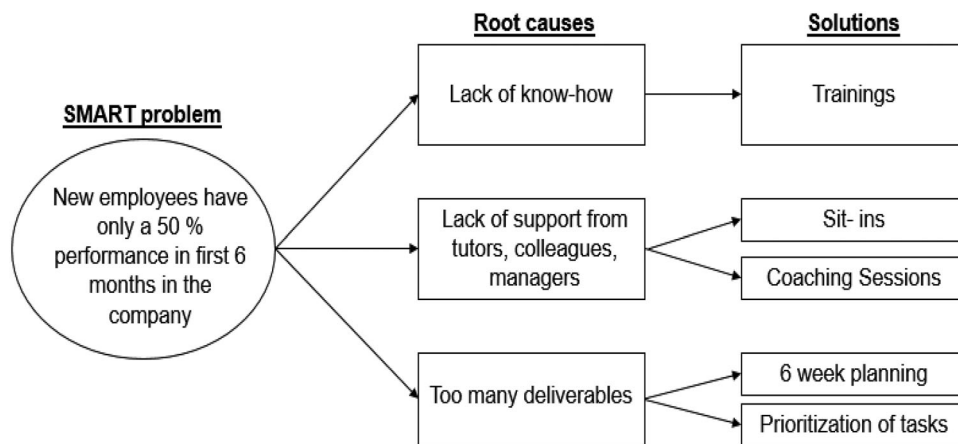 Root causes
Solutions
SMART problem
Lack of know-how
Trainings
New employees have
only a 50 %
performance in first 6
months in the
company
Lack of support from
tutors, colleagues,
managers
Sit- ins
Coaching Sessions
Too many deliverables
6 week planning
Prioritization of tasks